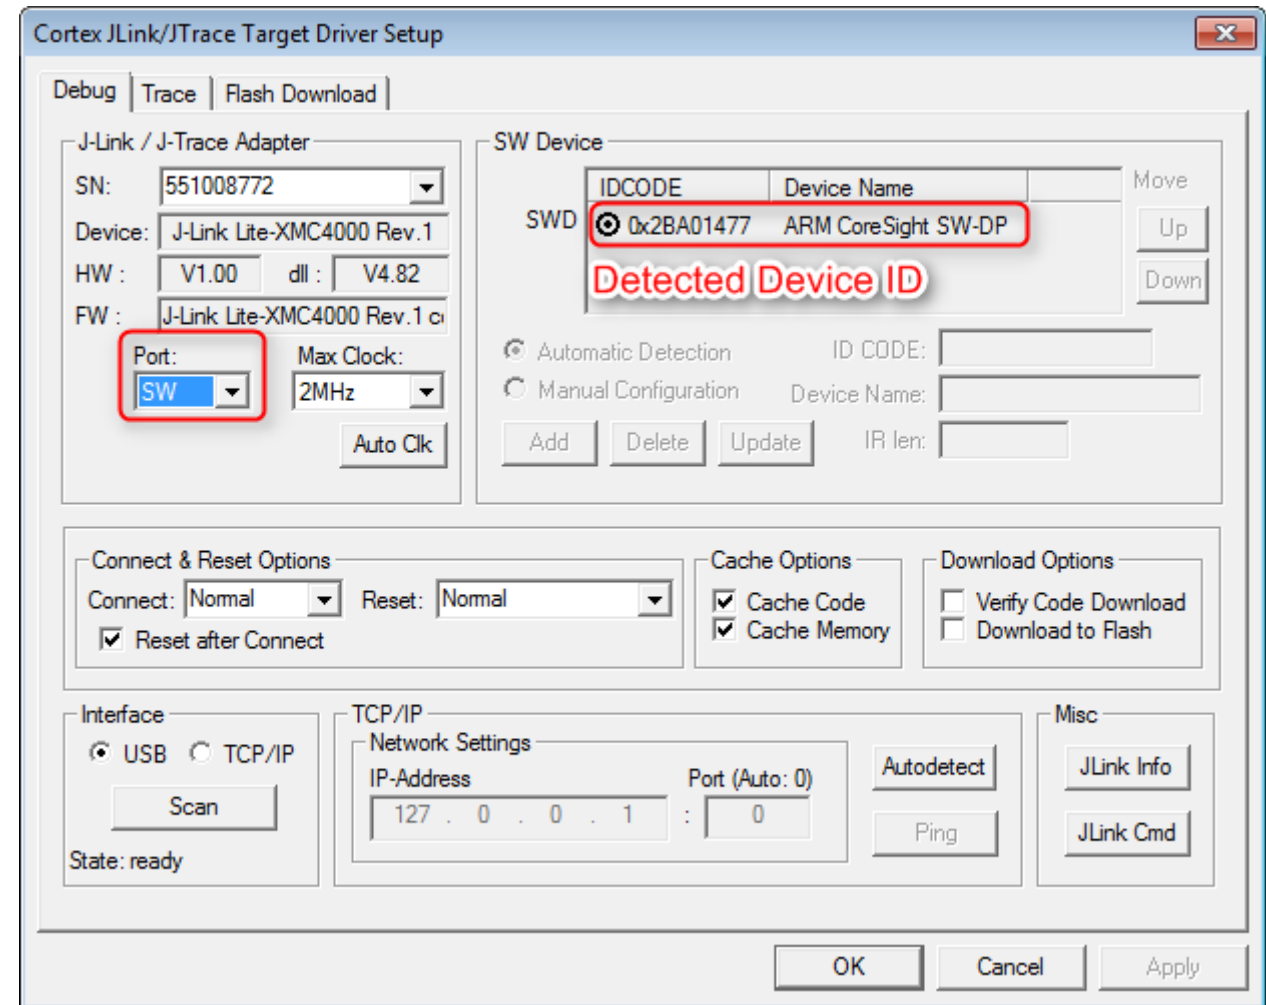 Cortex JLink/JTrace Target Driver Setup
Debug Trace Flash Download
J-Link / J-Trace Adapter
SN: 551008772
Device: J-Link Lite-XMC4000 Rev.1
HW : V1.00 dll : V4.82
FW : J-Link Lite-XMC4000 Rev.1
Port: Max Clock:
SW 2MHz
Auto Clk
SW Device
IDCODE Device Name Move
SWD 0x2BA01477 ARM CoreSight SW-DP Up
Detected Device ID Down
Automatic Detection ID CODE:
Manual Configuration Device Name:
Add Delete Update IR len:
Connect & Reset Options
Connect: Normal Reset: Normal
Reset after Connect
Cache Options
Cache Code
Cache Memory
Download Options
Verify Code Download
Download to Flash
Interface
USB TCP/IP
Scan
State: ready
TCP/IP
Network Settings
IP-Address Port (Auto: 0)
127 . 0 . 0 . 1 : 0
Autodetect
Ping
Misc
JLink Info
JLink Cmd
OK Cancel Apply